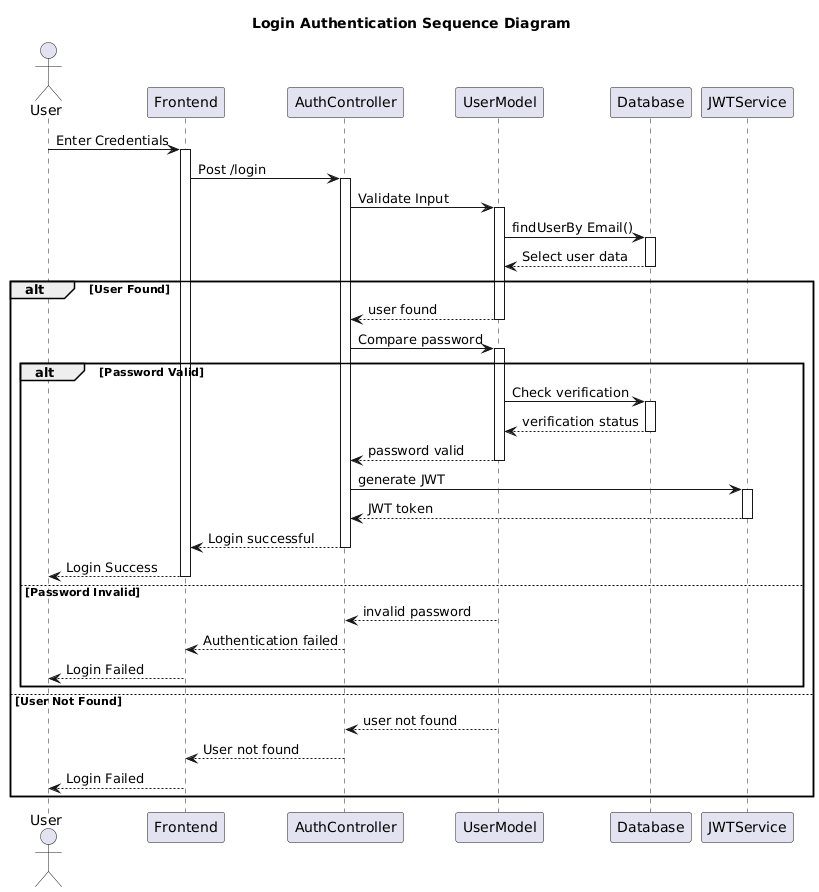 Login Authentication Sequence Diagram
User
Frontend
AuthController
UserModel
Database
JWTService
Enter Credentials
Post /login
Validate Input
findUserBy Email()
Select user data
alt
[User Found]
user found
Compare password
alt
[Password Valid]
Check verification
verification status
password valid
generate JWT
JWT token
Login successful
Login Success
[Password Invalid]
invalid password
Authentication failed
Login Failed
[User Not Found]
user not found
User not found
Login Failed
User
Frontend
AuthController
UserModel
Database
JWTService